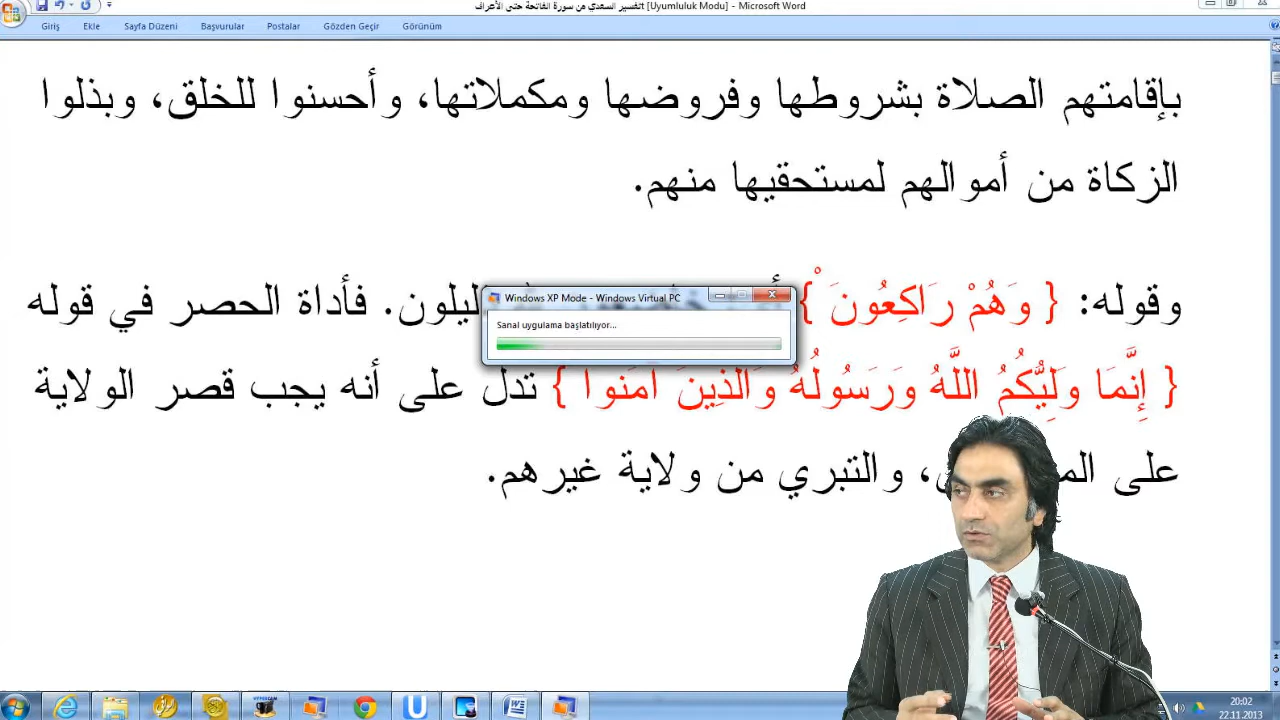 تفسير السعدي من سورة الفاتحة حتى الأعراف [Uyumluluk Modu] - Microsoft Word
Giriş Ekle Sayfa Düzeni Başvurular Postalar Gözden Geçir Görünüm
بإقامتهم الصلاة بشروطها وفروضها ومكملاتها، وأحسنوا للخلق، وبذلوا
الزكاة من أموالهم لمستحقيها منهم.
وقوله: { وَهُمْ رَاكِعُونَ } فأداة الحصر في قوله
Windows XP Mode - Windows Virtual PC
Sanal uygulama başlatılıyor...
{ إِنَّمَا وَلِيُّكُمُ اللَّهُ وَرَسُولُهُ وَالَّذِينَ آمَنُوا } تدل على أنه يجب قصر الولاية
على والتبري من ولاية غيرهم.
20:02
22.11.2013